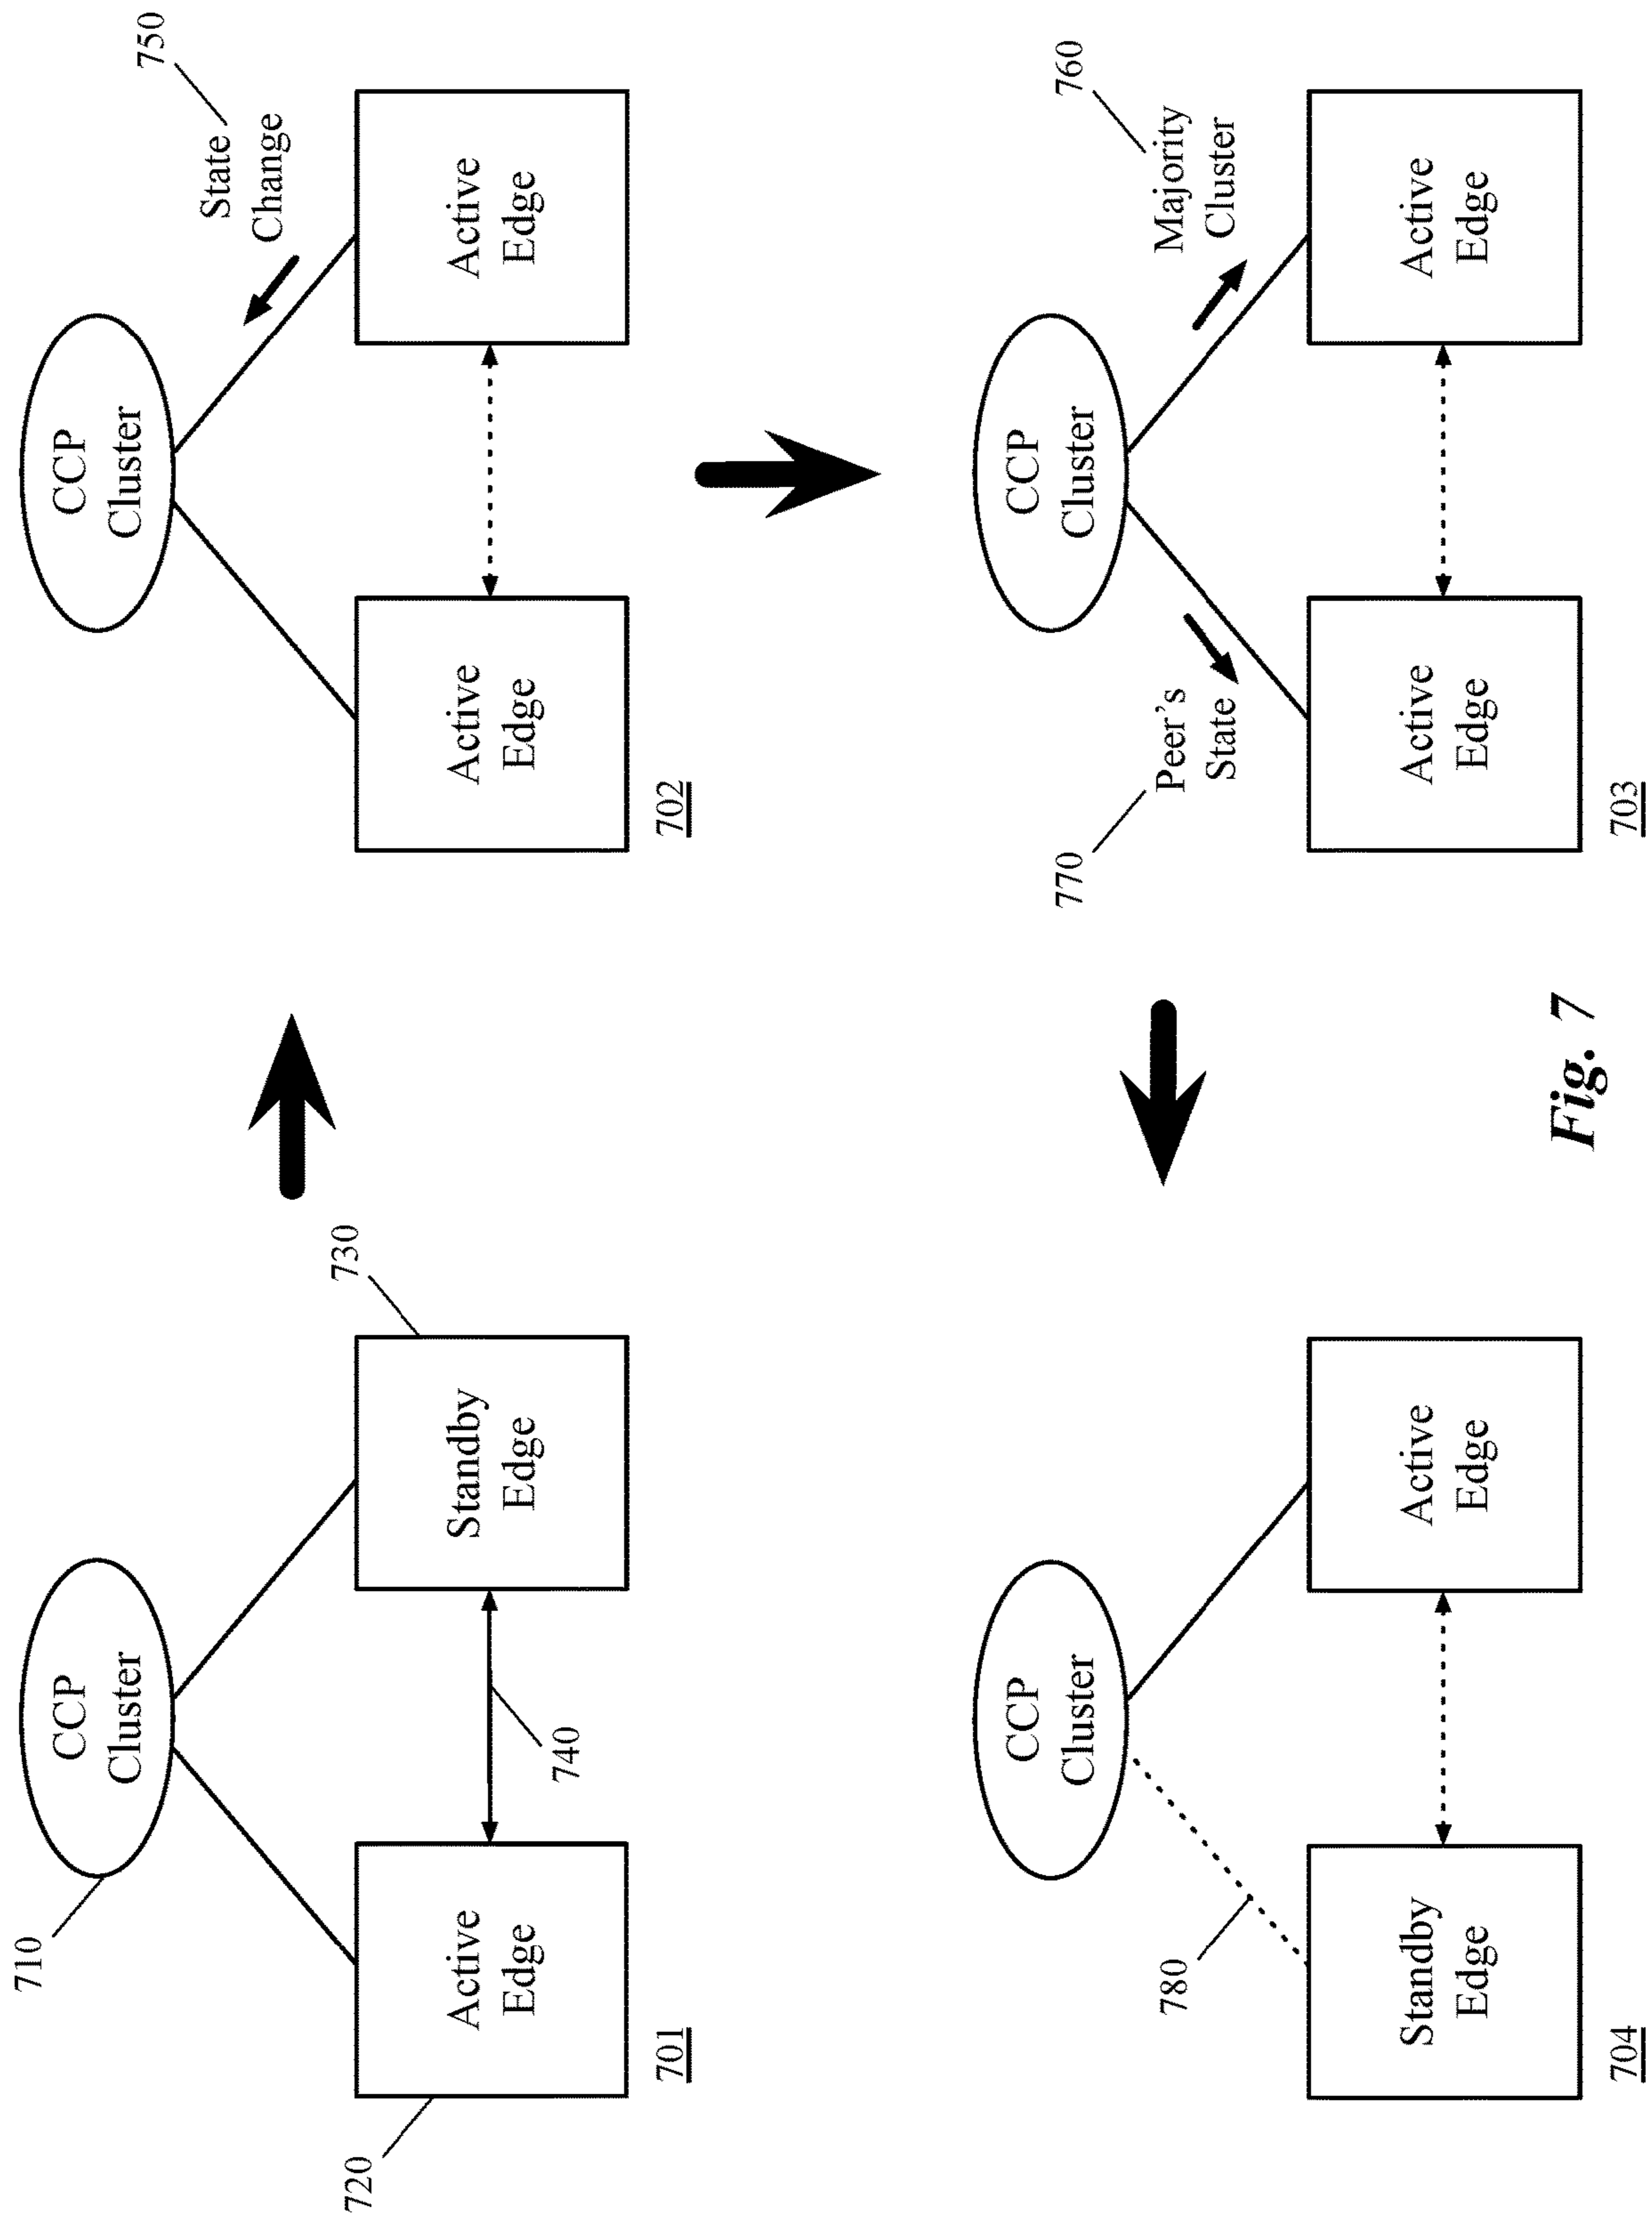 710
CCP
Cluster
720
Active
Edge
740
Standby
Edge
730
701
CCP
Cluster
State
Change
750
Active
Edge
Active
Edge
702
CCP
Cluster
770
Peer's
State
Majority
Cluster
760
Active
Edge
Active
Edge
703
CCP
Cluster
780
Standby
Edge
Active
Edge
704
Fig. 7